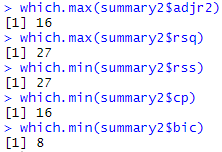 > which.max(summary2$adjr2)
[1] 16
> which.max(summary2$rsq)
[1] 27
> which.min(summary2$rss)
[1] 27
> which.min(summary2$cp)
[1] 16
> which.min(summary2$bic)
[1] 8